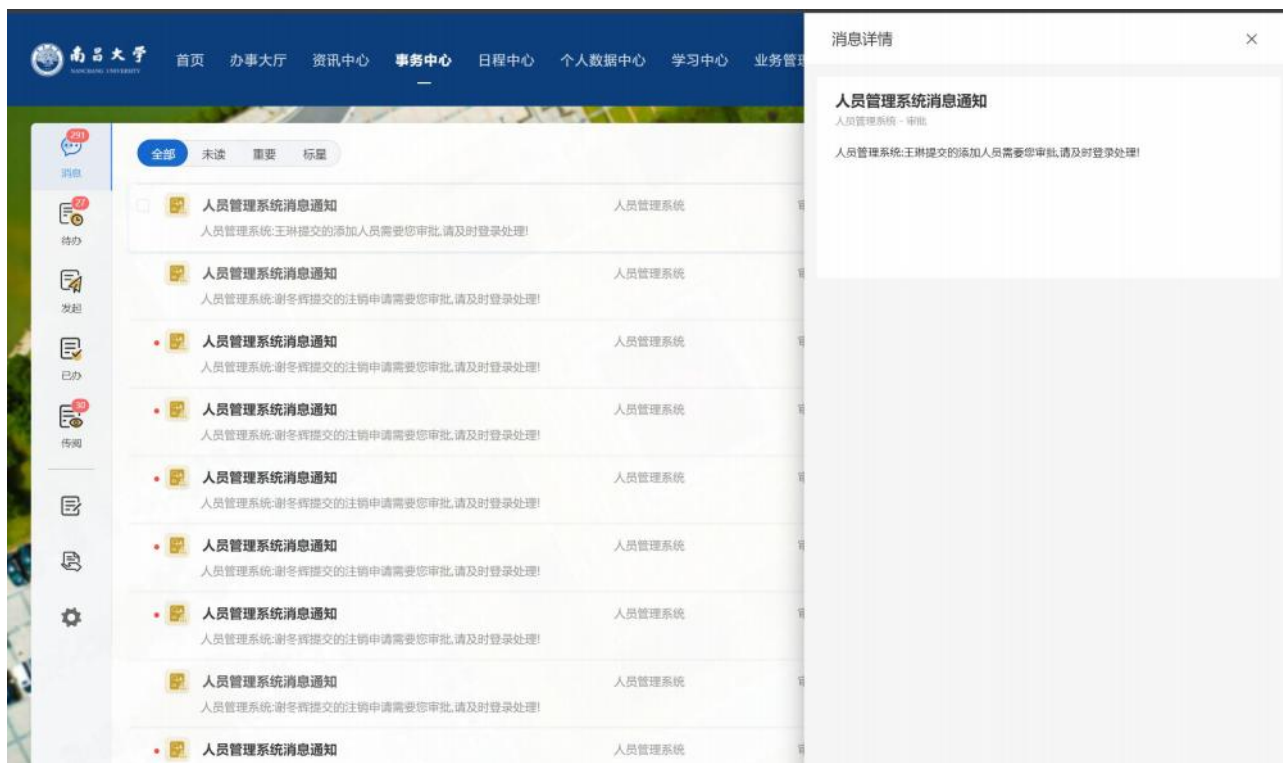 南昌大学
NANCHANG UNIVERSITY
首页 办事大厅 资讯中心 事务中心 日程中心 个人数据中心 学习中心 业务管理
消息详情
人员管理系统消息通知
人员管理系统 - 审批
人员管理系统:王琳提交的添加人员需要您审批,请及时登录处理!
291
消息
27
待办
发起
已办
30
传阅
全部 未读 重要 标星
人员管理系统消息通知 人员管理系统
人员管理系统:王琳提交的添加人员需要您审批,请及时登录处理!
人员管理系统消息通知 人员管理系统
人员管理系统:谢冬辉提交的注销申请需要您审批,请及时登录处理!
人员管理系统消息通知 人员管理系统
人员管理系统:谢冬辉提交的注销申请需要您审批,请及时登录处理!
人员管理系统消息通知 人员管理系统
人员管理系统:谢冬辉提交的注销申请需要您审批,请及时登录处理!
人员管理系统消息通知 人员管理系统
人员管理系统:谢冬辉提交的注销申请需要您审批,请及时登录处理!
人员管理系统消息通知 人员管理系统
人员管理系统:谢冬辉提交的注销申请需要您审批,请及时登录处理!
人员管理系统消息通知 人员管理系统
人员管理系统:谢冬辉提交的注销申请需要您审批,请及时登录处理!
人员管理系统消息通知 人员管理系统
人员管理系统:谢冬辉提交的注销申请需要您审批,请及时登录处理!
人员管理系统消息通知 人员管理系统